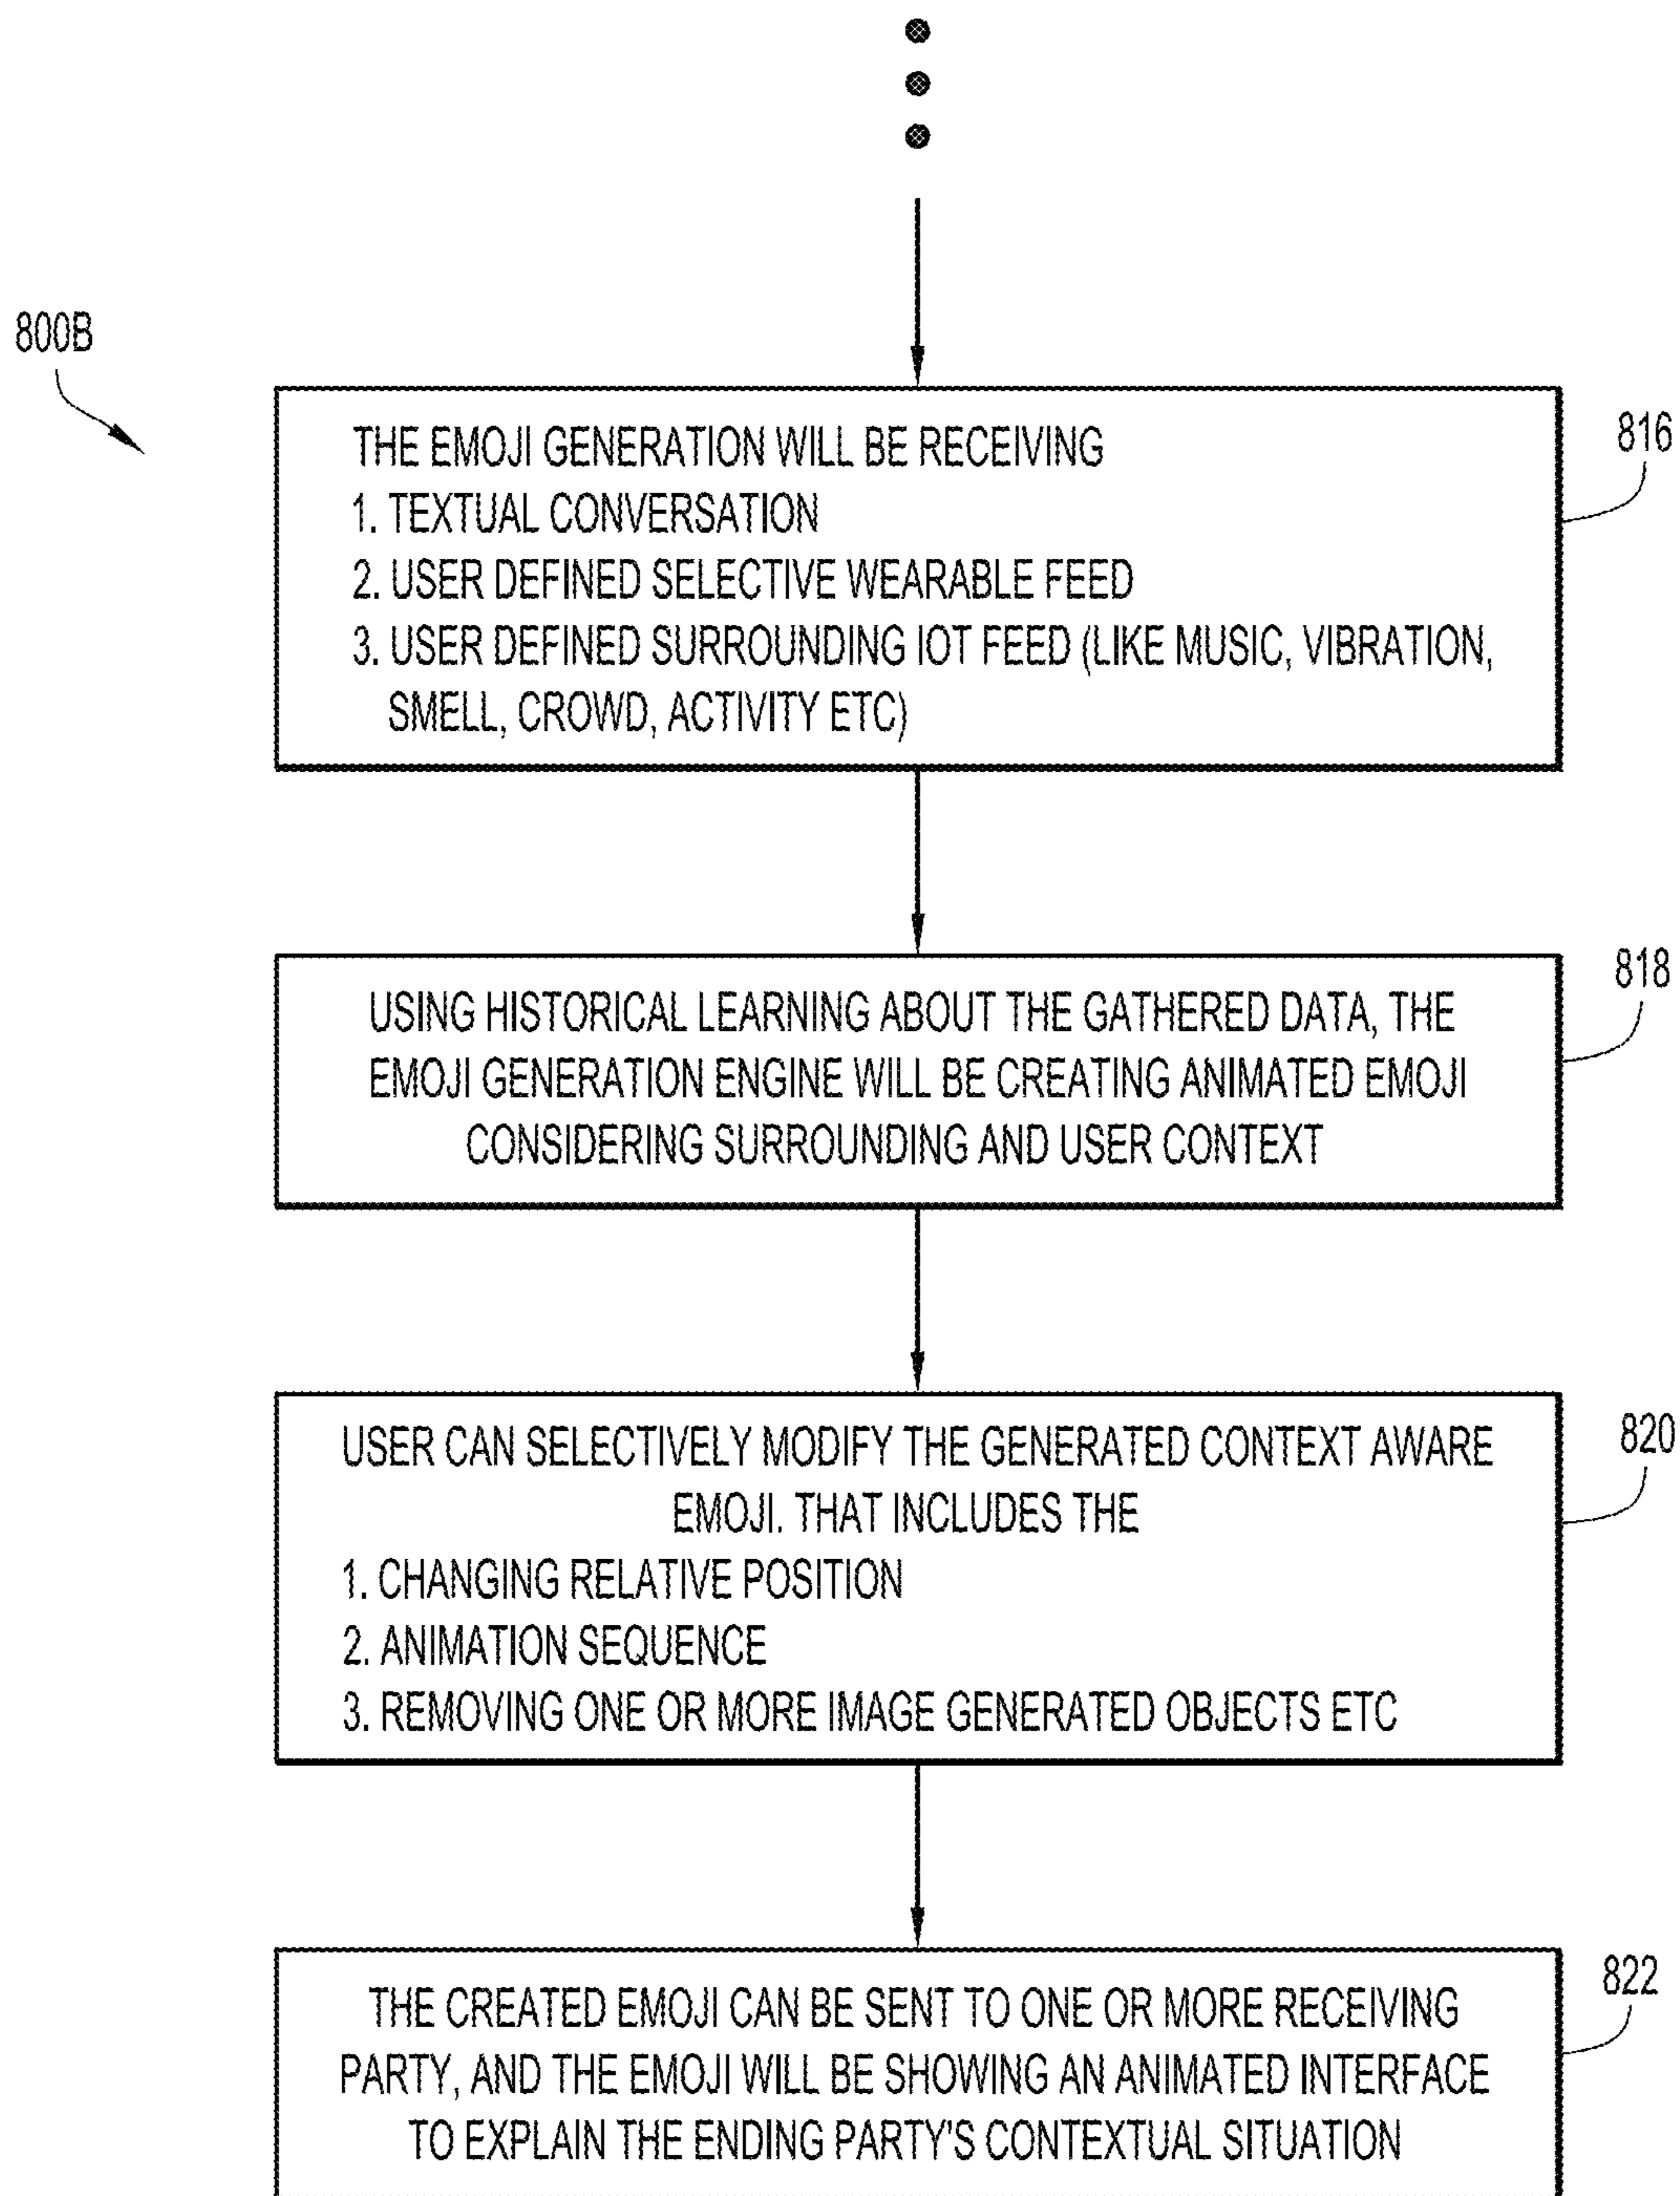 800B
THE EMOJI GENERATION WILL BE RECEIVING
1. TEXTUAL CONVERSATION
2. USER DEFINED SELECTIVE WEARABLE FEED
3. USER DEFINED SURROUNDING IOT FEED (LIKE MUSIC, VIBRATION,
SMELL, CROWD, ACTIVITY ETC)
816
USING HISTORICAL LEARNING ABOUT THE GATHERED DATA, THE
EMOJI GENERATION ENGINE WILL BE CREATING ANIMATED EMOJI
CONSIDERING SURROUNDING AND USER CONTEXT
818
USER CAN SELECTIVELY MODIFY THE GENERATED CONTEXT AWARE
EMOJI. THAT INCLUDES THE
1. CHANGING RELATIVE POSITION
2. ANIMATION SEQUENCE
3. REMOVING ONE OR MORE IMAGE GENERATED OBJECTS ETC
820
THE CREATED EMOJI CAN BE SENT TO ONE OR MORE RECEIVING
PARTY, AND THE EMOJI WILL BE SHOWING AN ANIMATED INTERFACE
TO EXPLAIN THE ENDING PARTY'S CONTEXTUAL SITUATION
822